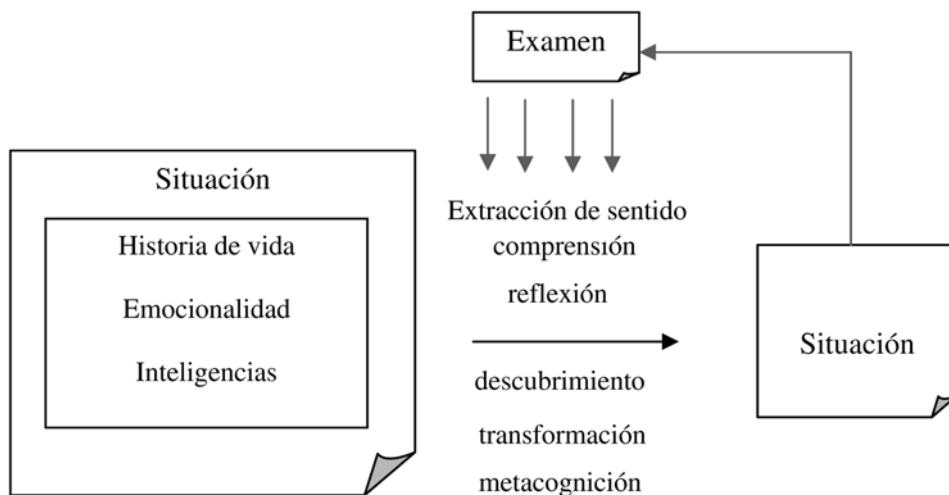 Examen
Situación
Historia de vida
Emocionalidad
Inteligencias
Extracción de sentido
comprensión
reflexión
descubrimiento
transformación
metacognición
Situación